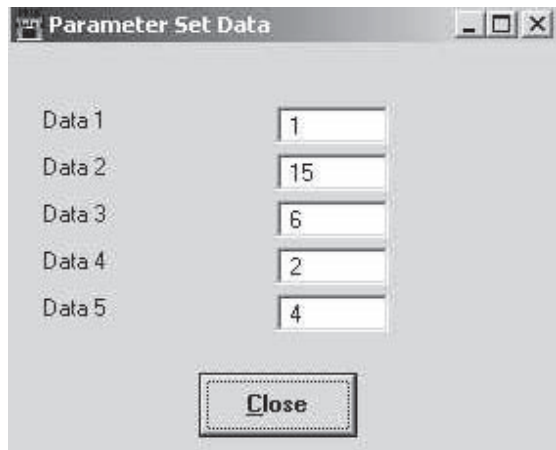 Parameter Set Data
Data 1 1
Data 2 15
Data 3 6
Data 4 2
Data 5 4
Close